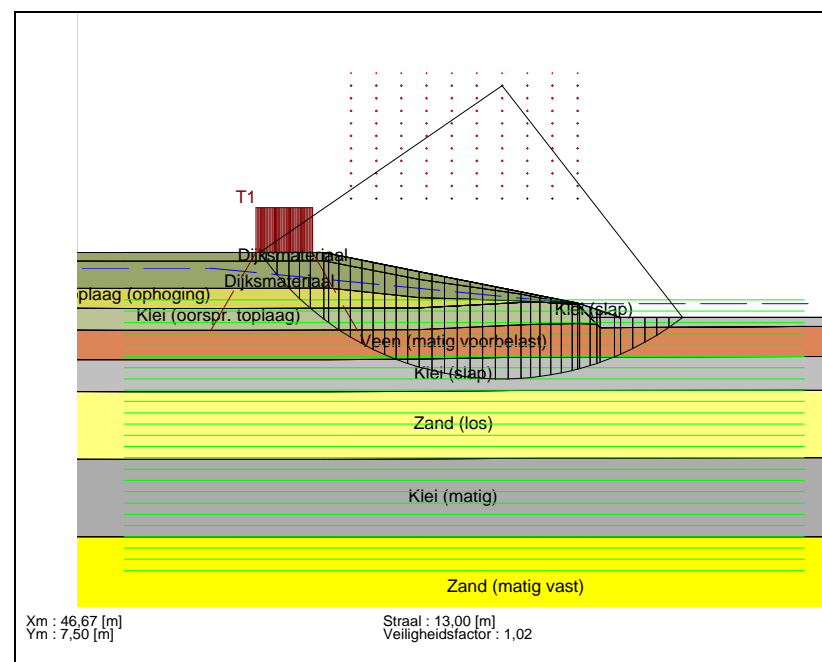 T1
Dijksmateriaal
Dijksmateriaal
plaag (ophoging)
Klei (slap)
Klei (oorspr. toplaag)
Veen (matig voorbelast)
Klei (slap)
Zand (los)
Klei (matig)
Zand (matig vast)
Xm : 46,67 [m]
Ym : 7,50 [m]
Straal : 13,00 [m]
Veiligheidsfactor : 1,02